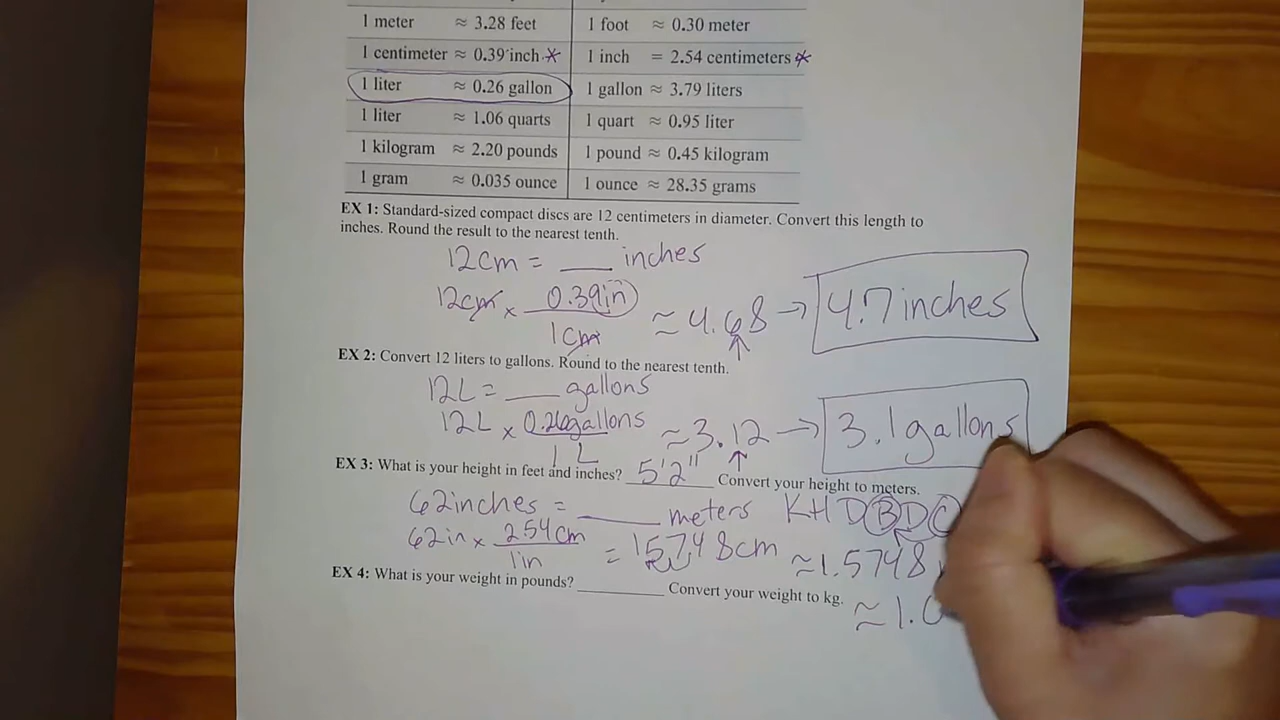 1 meter ≈ 3.28 feet 1 foot ≈ 0.30 meter
1 centimeter ≈ 0.39 inch * 1 inch = 2.54 centimeters *
1 liter ≈ 0.26 gallon 1 gallon ≈ 3.79 liters
1 liter ≈ 1.06 quarts 1 quart ≈ 0.95 liter
1 kilogram ≈ 2.20 pounds 1 pound ≈ 0.45 kilogram
1 gram ≈ 0.035 ounce 1 ounce ≈ 28.35 grams
EX 1: Standard-sized compact discs are 12 centimeters in diameter. Convert this length to
inches. Round the result to the nearest tenth.
12cm = ___ inches
12cm x 0.39in
1cm
≈ 4.68 → 4.7 inches
EX 2: Convert 12 liters to gallons. Round to the nearest tenth.
12L = ___ gallons
12L x 0.26gallons
1 L
≈ 3.12 → 3.1 gallons
EX 3: What is your height in feet and inches? 5'2" Convert your height to meters.
62inches = ___ meters KHDBDC
62in x 2.54cm
1in
= 157.48cm ≈ 1.5748
EX 4: What is your weight in pounds? ___ Convert your weight to kg.
≈ 1.